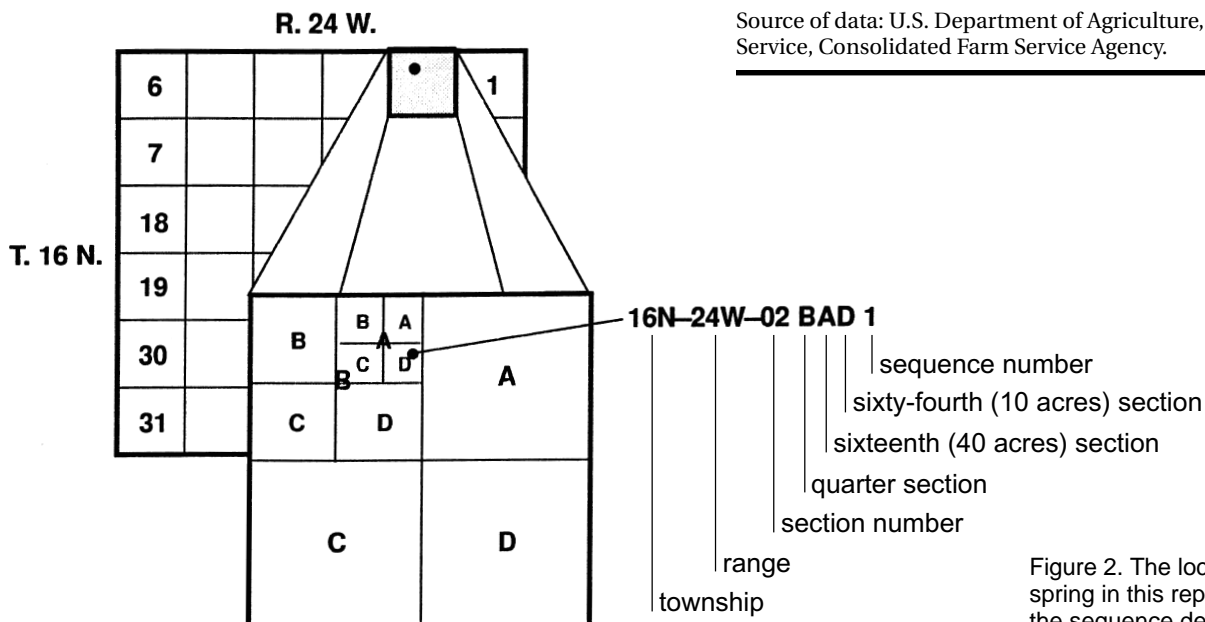 R. 24 W.
Source of data: U.S. Department of Agriculture,
Service, Consolidated Farm Service Agency.
6
1
7
18
T. 16 N.
19
30
31
B
B
A
A
C
D
B
C
D
A
C
D
16N–24W–02 BAD 1
sequence number
sixty-fourth (10 acres) section
sixteenth (40 acres) section
quarter section
section number
range
township
Figure 2. The loc
spring in this rep
the sequence de